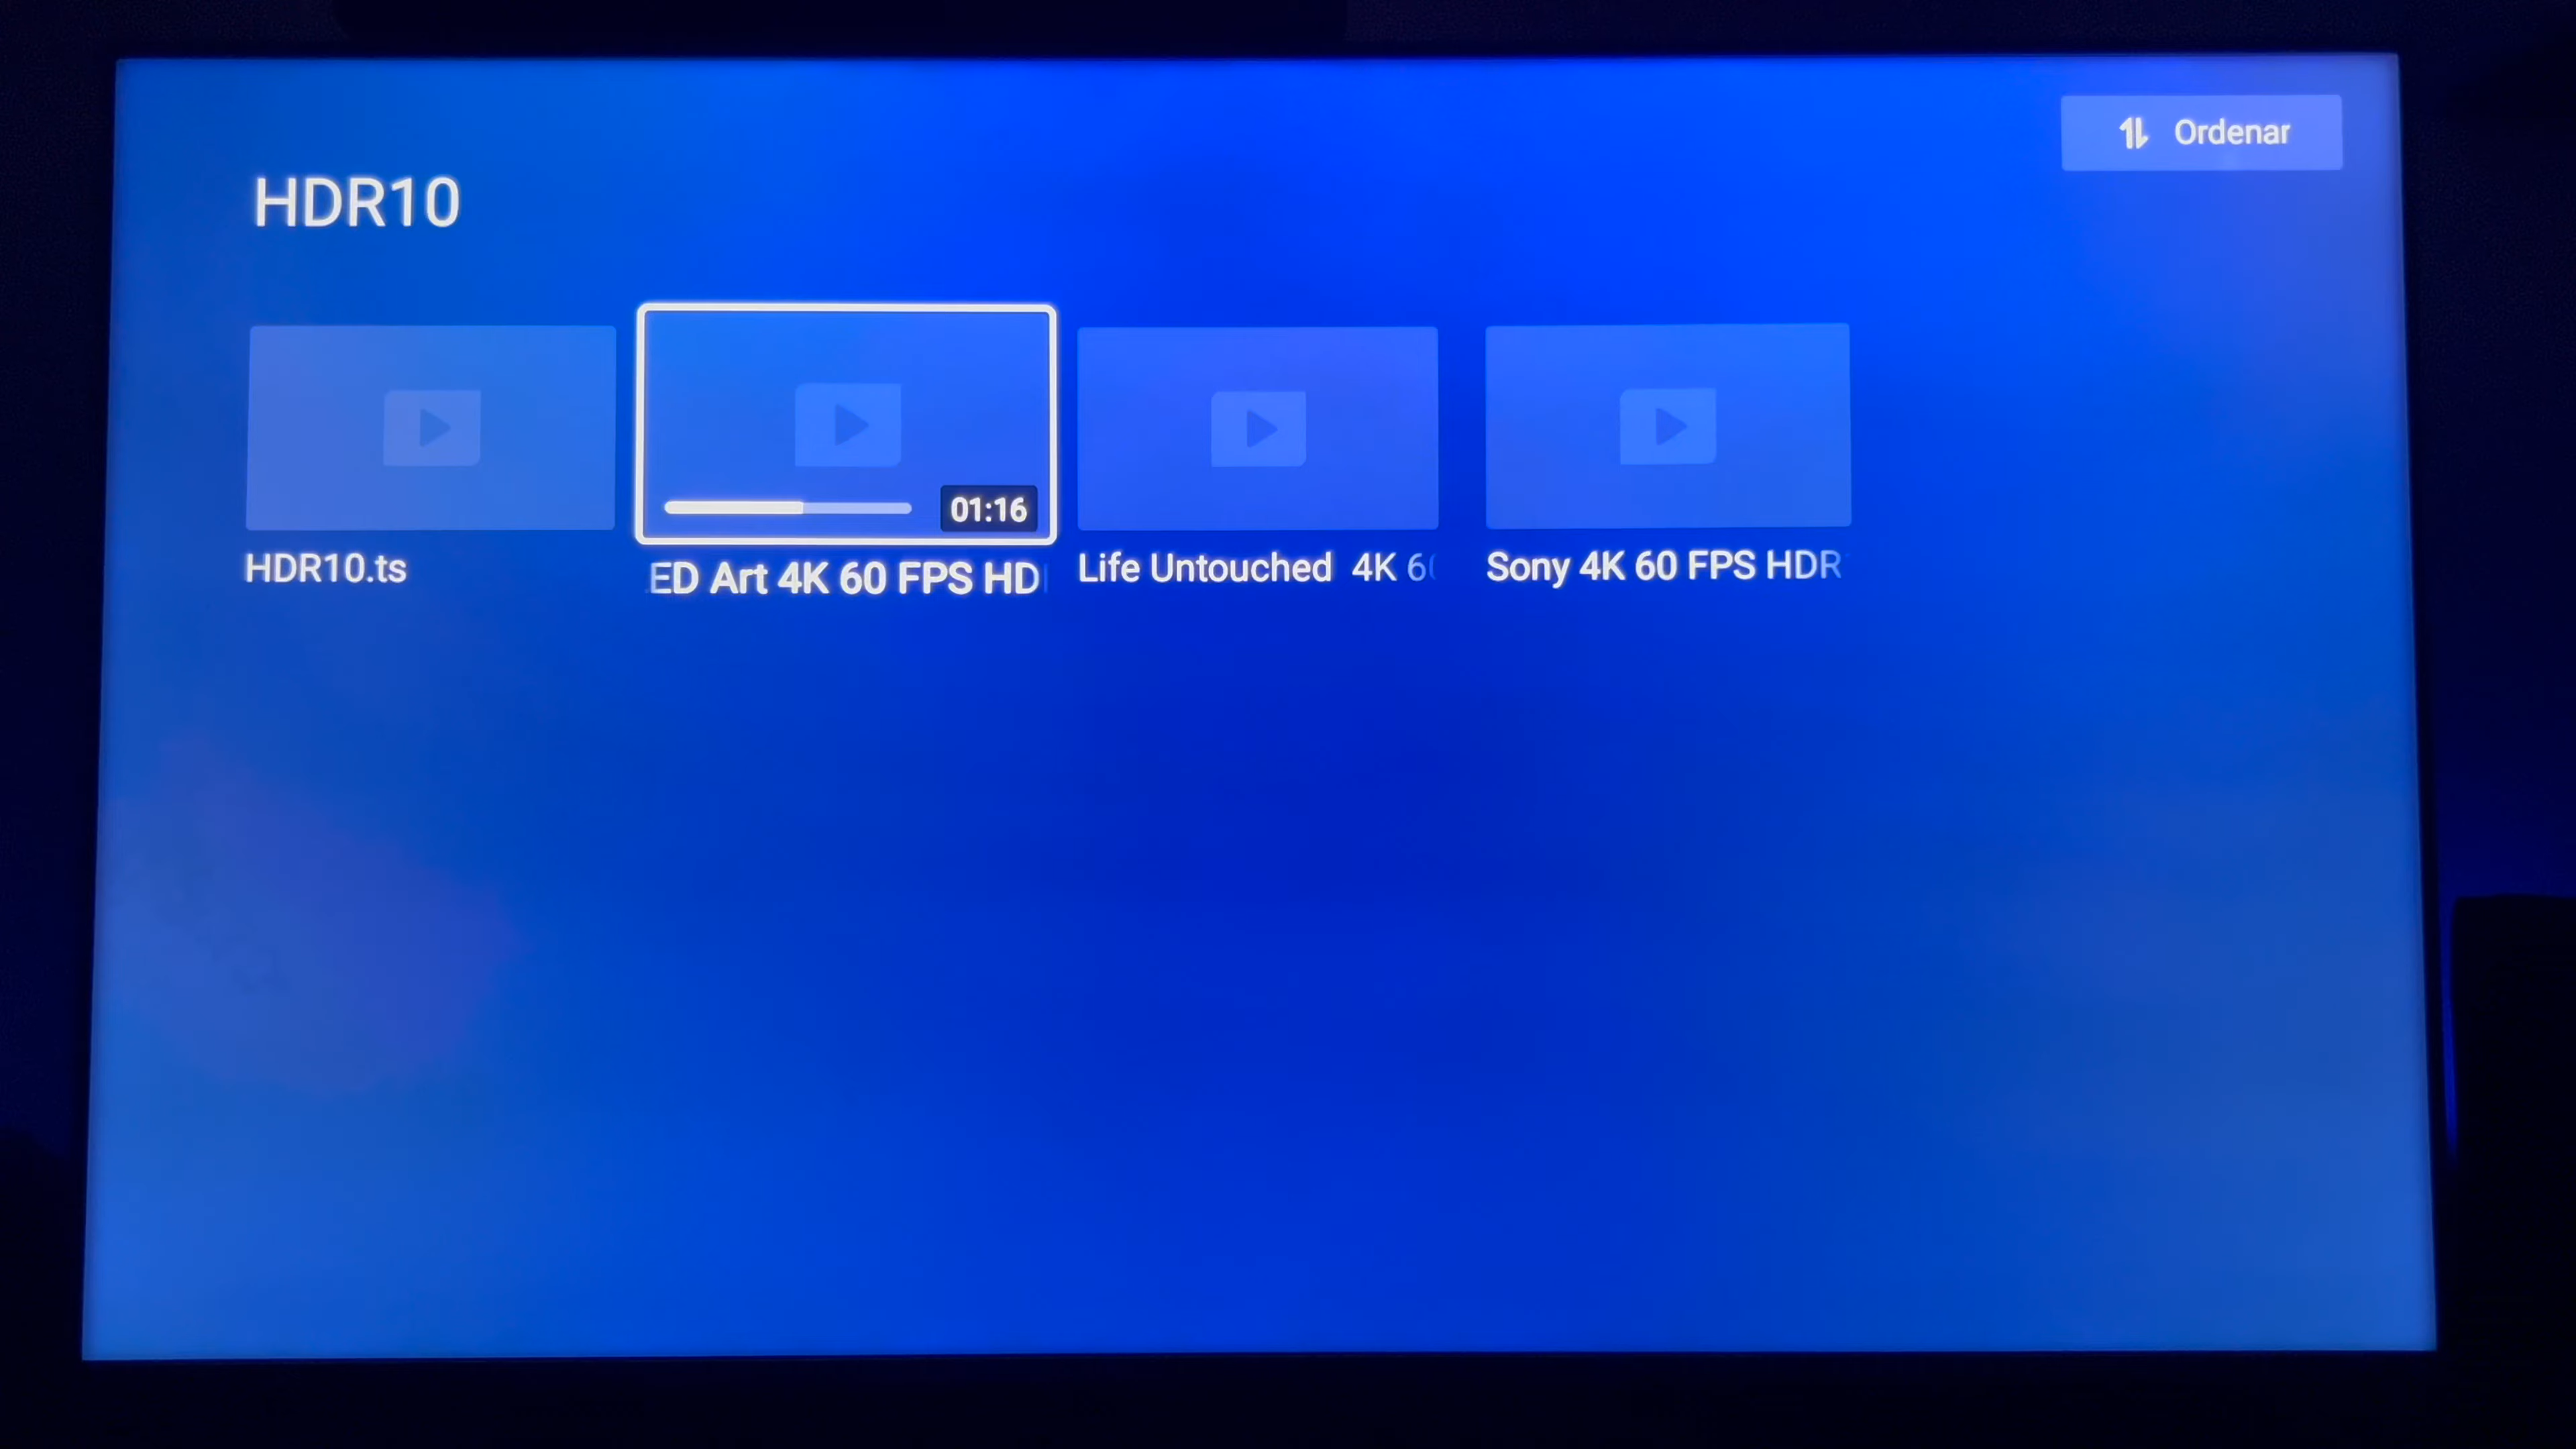 Ordenar
HDR10
01:16
HDR10.ts
ED Art 4K 60 FPS HD
Life Untouched 4K 6
Sony 4K 60 FPS HDR